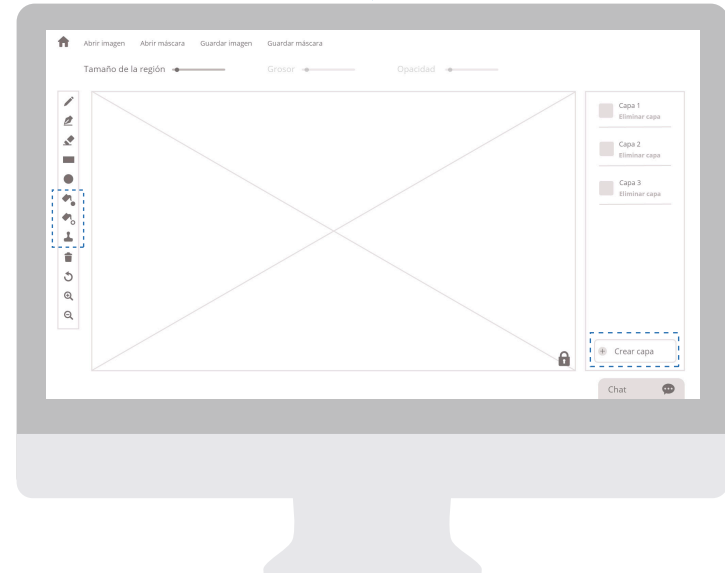 Abrir imagen Abrir máscara Guardar imagen Guardar máscara
Tamaño de la región Grosor Opacidad
Capa 1
Eliminar capa
Capa 2
Eliminar capa
Capa 3
Eliminar capa
Crear capa
Chat